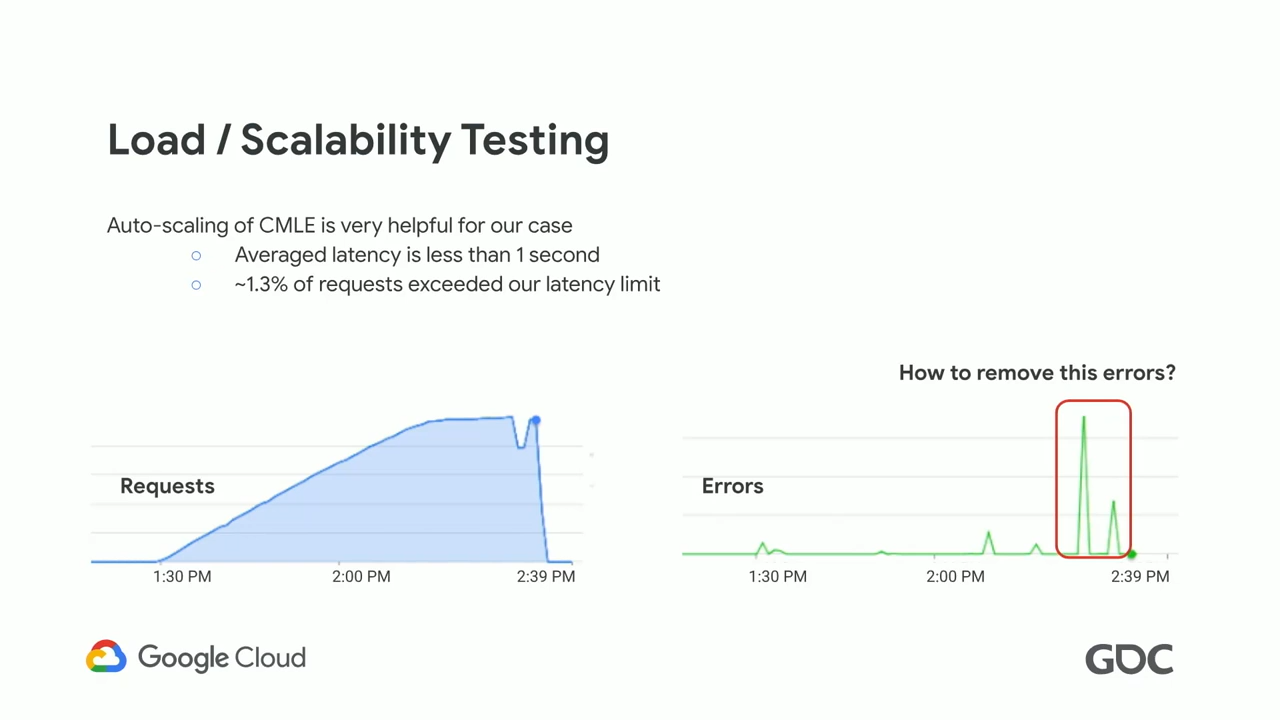 Load / Scalability Testing
Auto-scaling of CMLE is very helpful for our case
○ Averaged latency is less than 1 second
○ ~1.3% of requests exceeded our latency limit
How to remove this errors?
Requests
Errors
1:30 PM 2:00 PM 2:39 PM
1:30 PM 2:00 PM 2:39 PM
Google Cloud
GDC